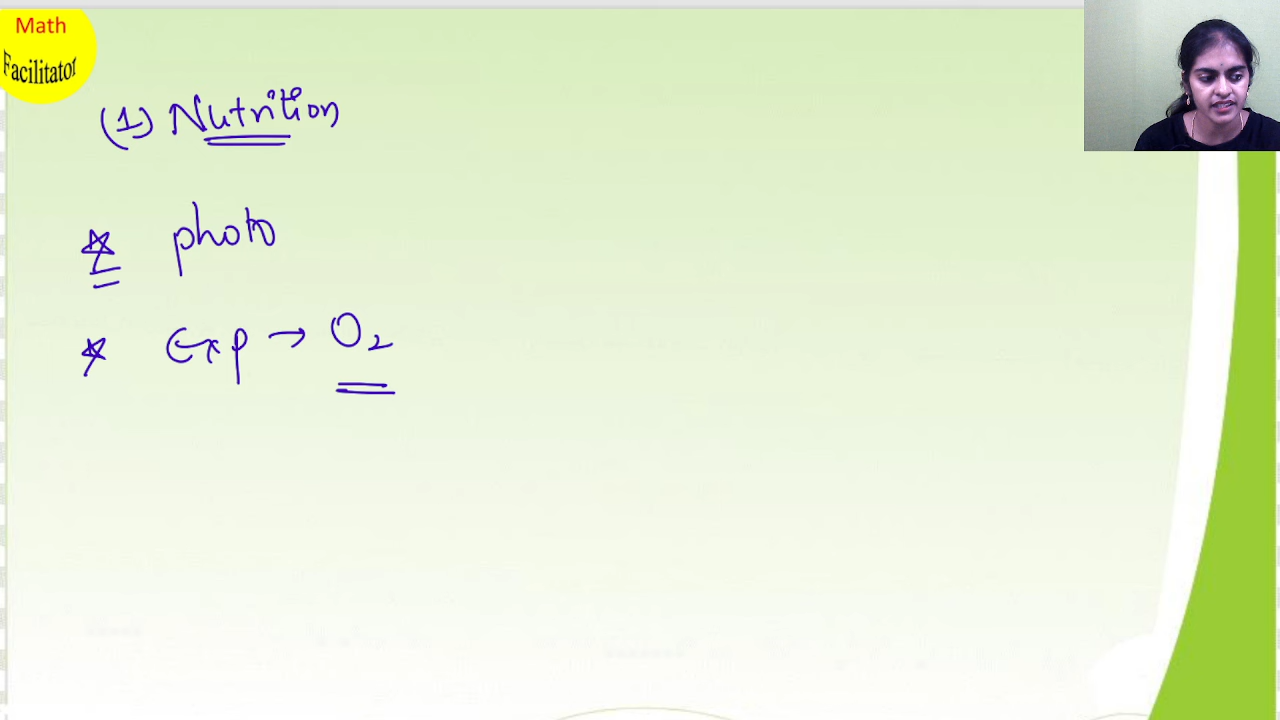 Math
Facilitator
(1) Nutrition
photo
Exp → O₂